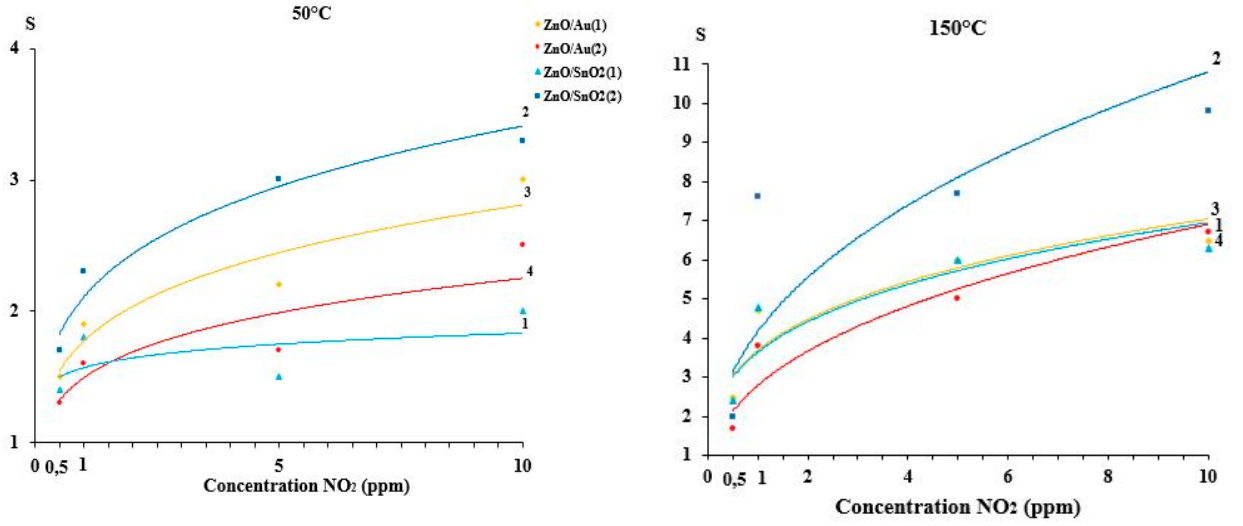 50°C
S
4
3
2
1
0 0,5 1 5 10
Concentration NO₂ (ppm)
2
3
4
1
ZnO/Au(1)
ZnO/Au(2)
ZnO/SnO2(1)
ZnO/SnO2(2)
150°C
S
11
10
9
8
7
6
5
4
3
2
1
0 0,5 1 2 4 6 8 10
Concentration NO₂ (ppm)
2
3
1
4